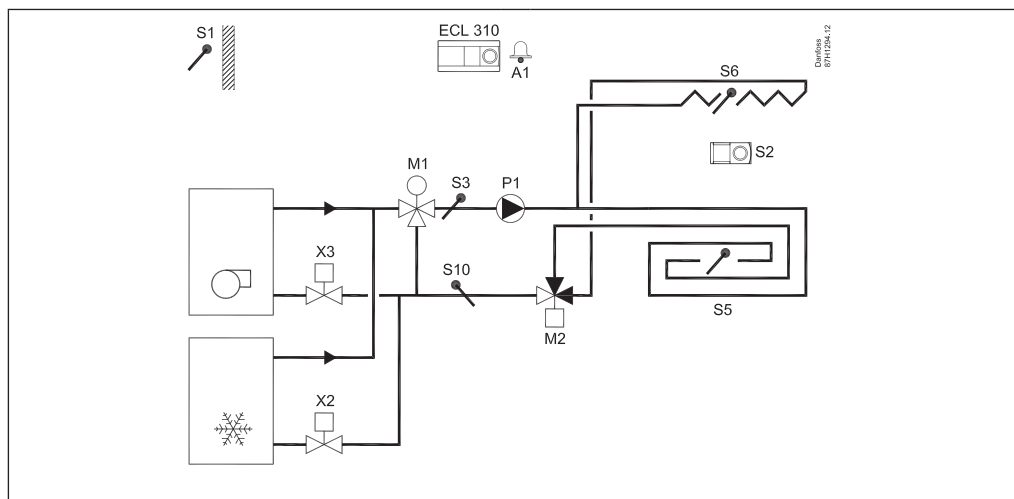 S1
ECL 310
A1
Danfoss
87H1294.12
S6
S2
M1
S3
P1
X3
S10
S5
M2
X2